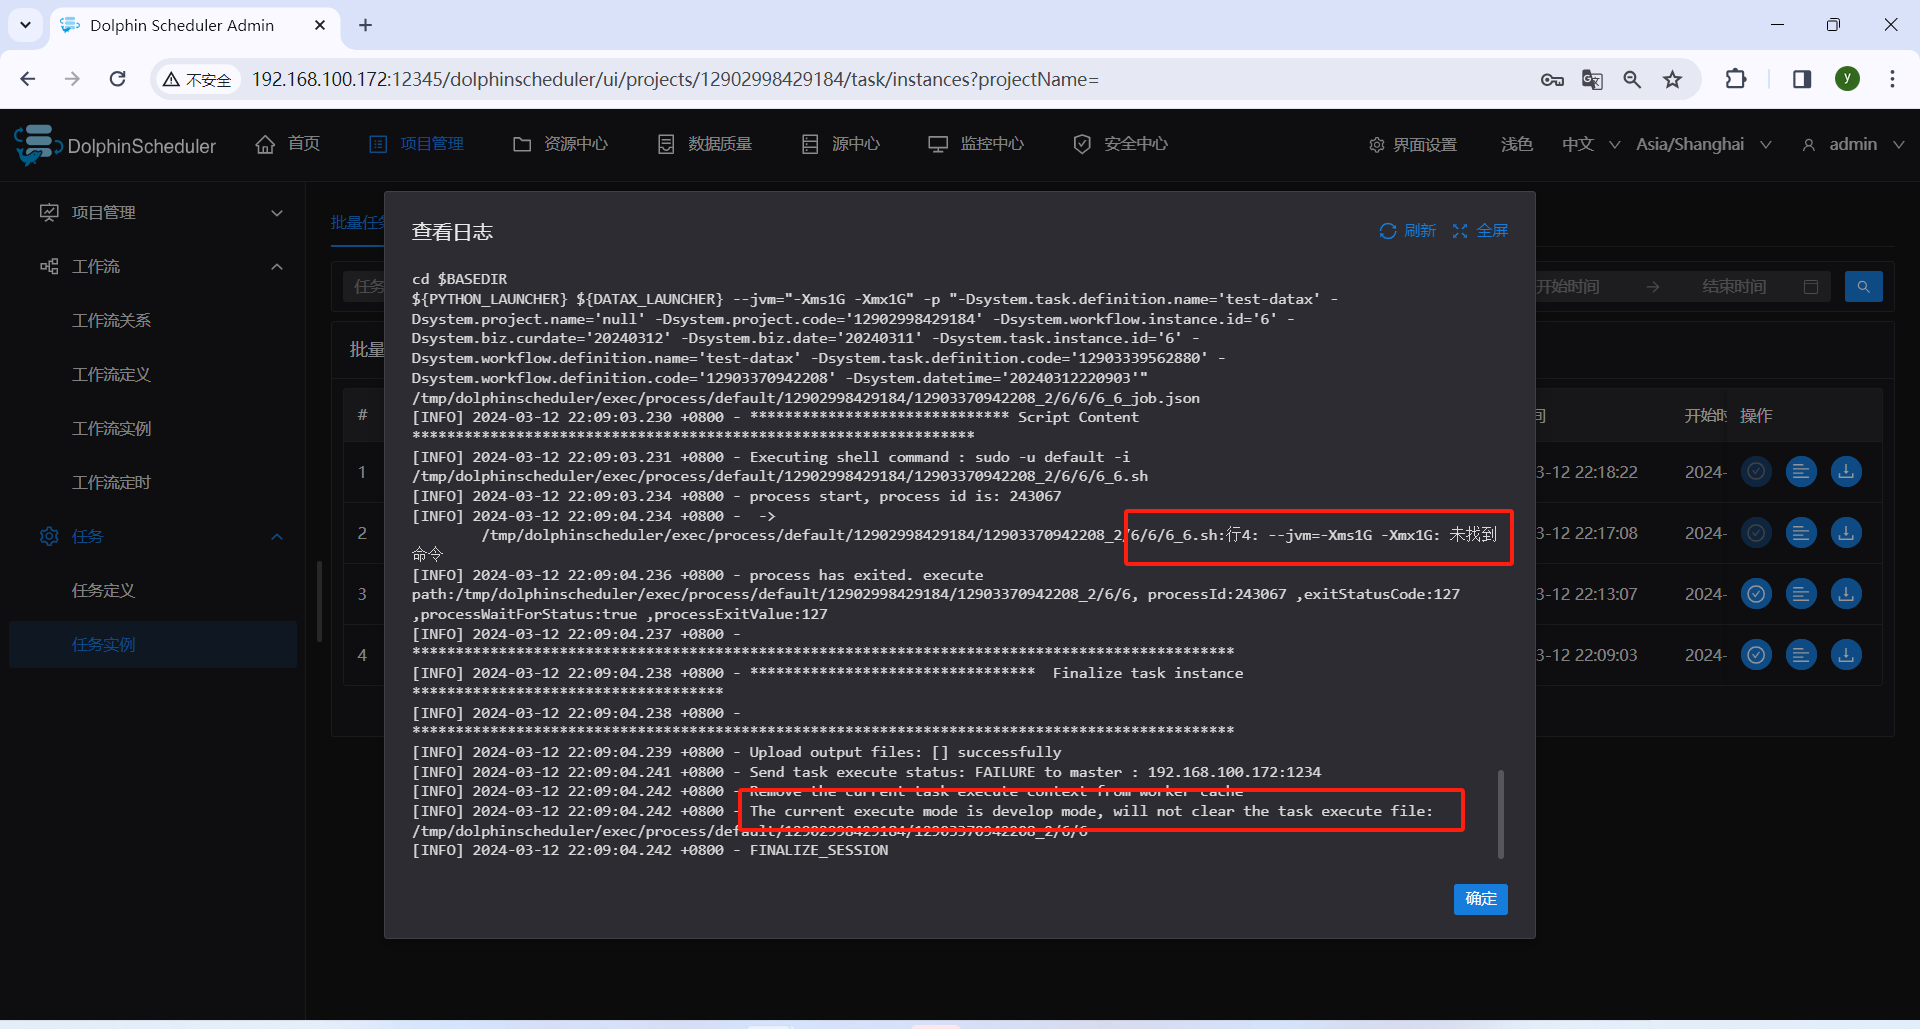 Dolphin Scheduler Admin
不安全
192.168.100.172:12345/dolphinscheduler/ui/projects/12902998429184/task/instances?projectName=
y
DolphinScheduler
首页
项目管理
资源中心
数据质量
源中心
监控中心
安全中心
界面设置
浅色
中文
Asia/Shanghai
admin
项目管理
工作流
工作流关系
工作流定义
工作流实例
工作流定时
任务
任务定义
任务实例
批量任务
任务
开始时间
结束时间
批量
#
间
开始时
操作
1
3-12 22:18:22
2024-
2
3-12 22:17:08
2024-
3
3-12 22:13:07
2024-
4
3-12 22:09:03
2024-
查看日志
刷新
全屏
cd $BASEDIR
${PYTHON_LAUNCHER} ${DATAX_LAUNCHER} --jvm="-Xms1G -Xmx1G" -p "-Dsystem.task.definition.name='test-datax' -
Dsystem.project.name='null' -Dsystem.project.code='12902998429184' -Dsystem.workflow.instance.id='6' -
Dsystem.biz.curdate='20240312' -Dsystem.biz.date='20240311' -Dsystem.task.instance.id='6' -
Dsystem.workflow.definition.name='test-datax' -Dsystem.task.definition.code='12903339562880' -
Dsystem.workflow.definition.code='12903370942208' -Dsystem.datetime='20240312220903'"
/tmp/dolphinscheduler/exec/process/default/12902998429184/12903370942208_2/6/6/6_6_job.json
[INFO] 2024-03-12 22:09:03.230 +0800 - ****************************** Script Content
*****************************************************************
[INFO] 2024-03-12 22:09:03.231 +0800 - Executing shell command : sudo -u default -i
/tmp/dolphinscheduler/exec/process/default/12902998429184/12903370942208_2/6/6/6_6.sh
[INFO] 2024-03-12 22:09:03.234 +0800 - process start, process id is: 243067
[INFO] 2024-03-12 22:09:04.234 +0800 -  ->
/tmp/dolphinscheduler/exec/process/default/12902998429184/12903370942208_2/6/6/6_6.sh:行4: --jvm=-Xms1G -Xmx1G: 未找到
命令
[INFO] 2024-03-12 22:09:04.236 +0800 - process has exited. execute
path:/tmp/dolphinscheduler/exec/process/default/12902998429184/12903370942208_2/6/6, processId:243067 ,exitStatusCode:127
,processWaitForStatus:true ,processExitValue:127
[INFO] 2024-03-12 22:09:04.237 +0800 -
***********************************************************************************************
[INFO] 2024-03-12 22:09:04.238 +0800 - *********************************  Finalize task instance
************************************
[INFO] 2024-03-12 22:09:04.238 +0800 -
***********************************************************************************************
[INFO] 2024-03-12 22:09:04.239 +0800 - Upload output files: [] successfully
[INFO] 2024-03-12 22:09:04.241 +0800 - Send task execute status: FAILURE to master : 192.168.100.172:1234
[INFO] 2024-03-12 22:09:04.242 +0800 - Remove the current task execute context from worker cache
[INFO] 2024-03-12 22:09:04.242 +0800 - The current execute mode is develop mode, will not clear the task execute file:
/tmp/dolphinscheduler/exec/process/default/12902998429184/12903370942208_2/6/6
[INFO] 2024-03-12 22:09:04.242 +0800 - FINALIZE_SESSION
确定